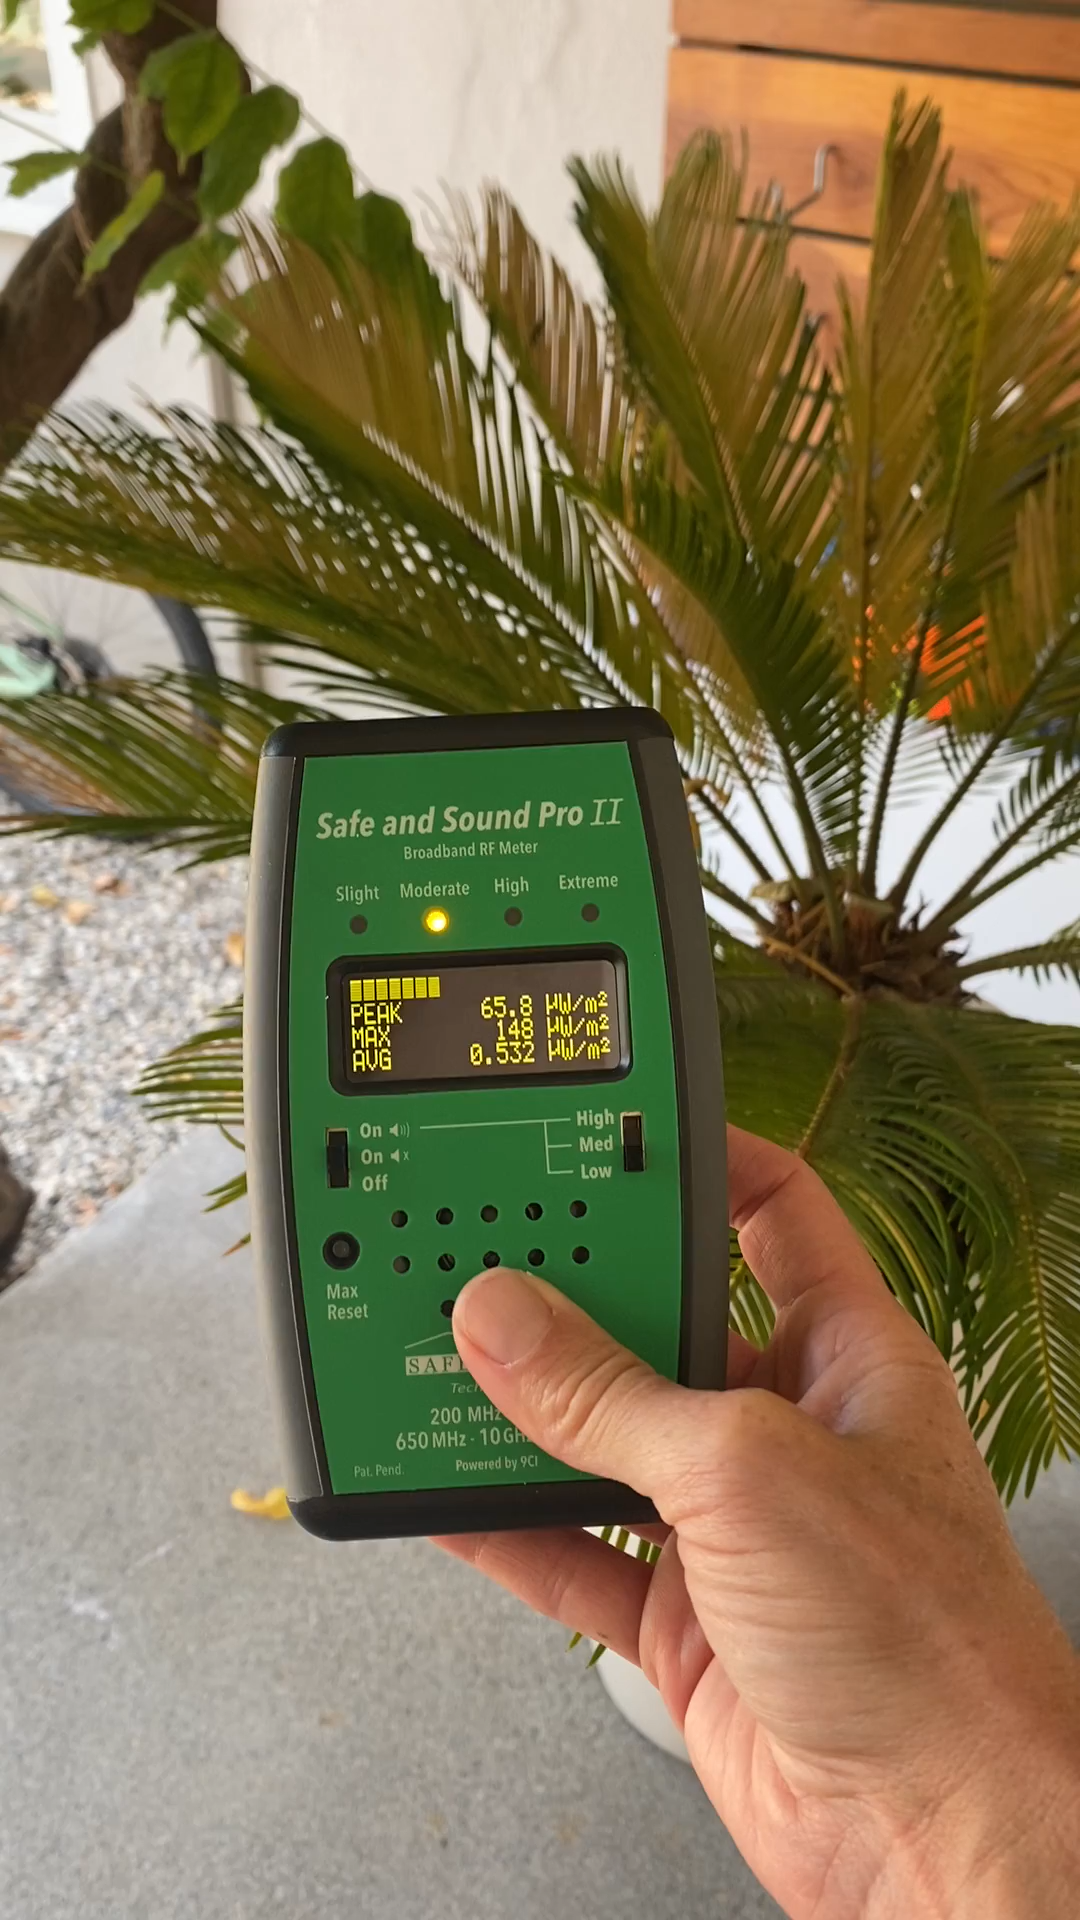 Safe and Sound Pro II
Broadband RF Meter
Slight Moderate High Extreme
PEAK 65.8 µW/m²
MAX 148 µW/m²
AVG 0.532 µW/m²
On High
On x Med
Off Low
Max
Reset
200 MHz
650 MHz - 10
Pat. Pend. Powered by 9CI